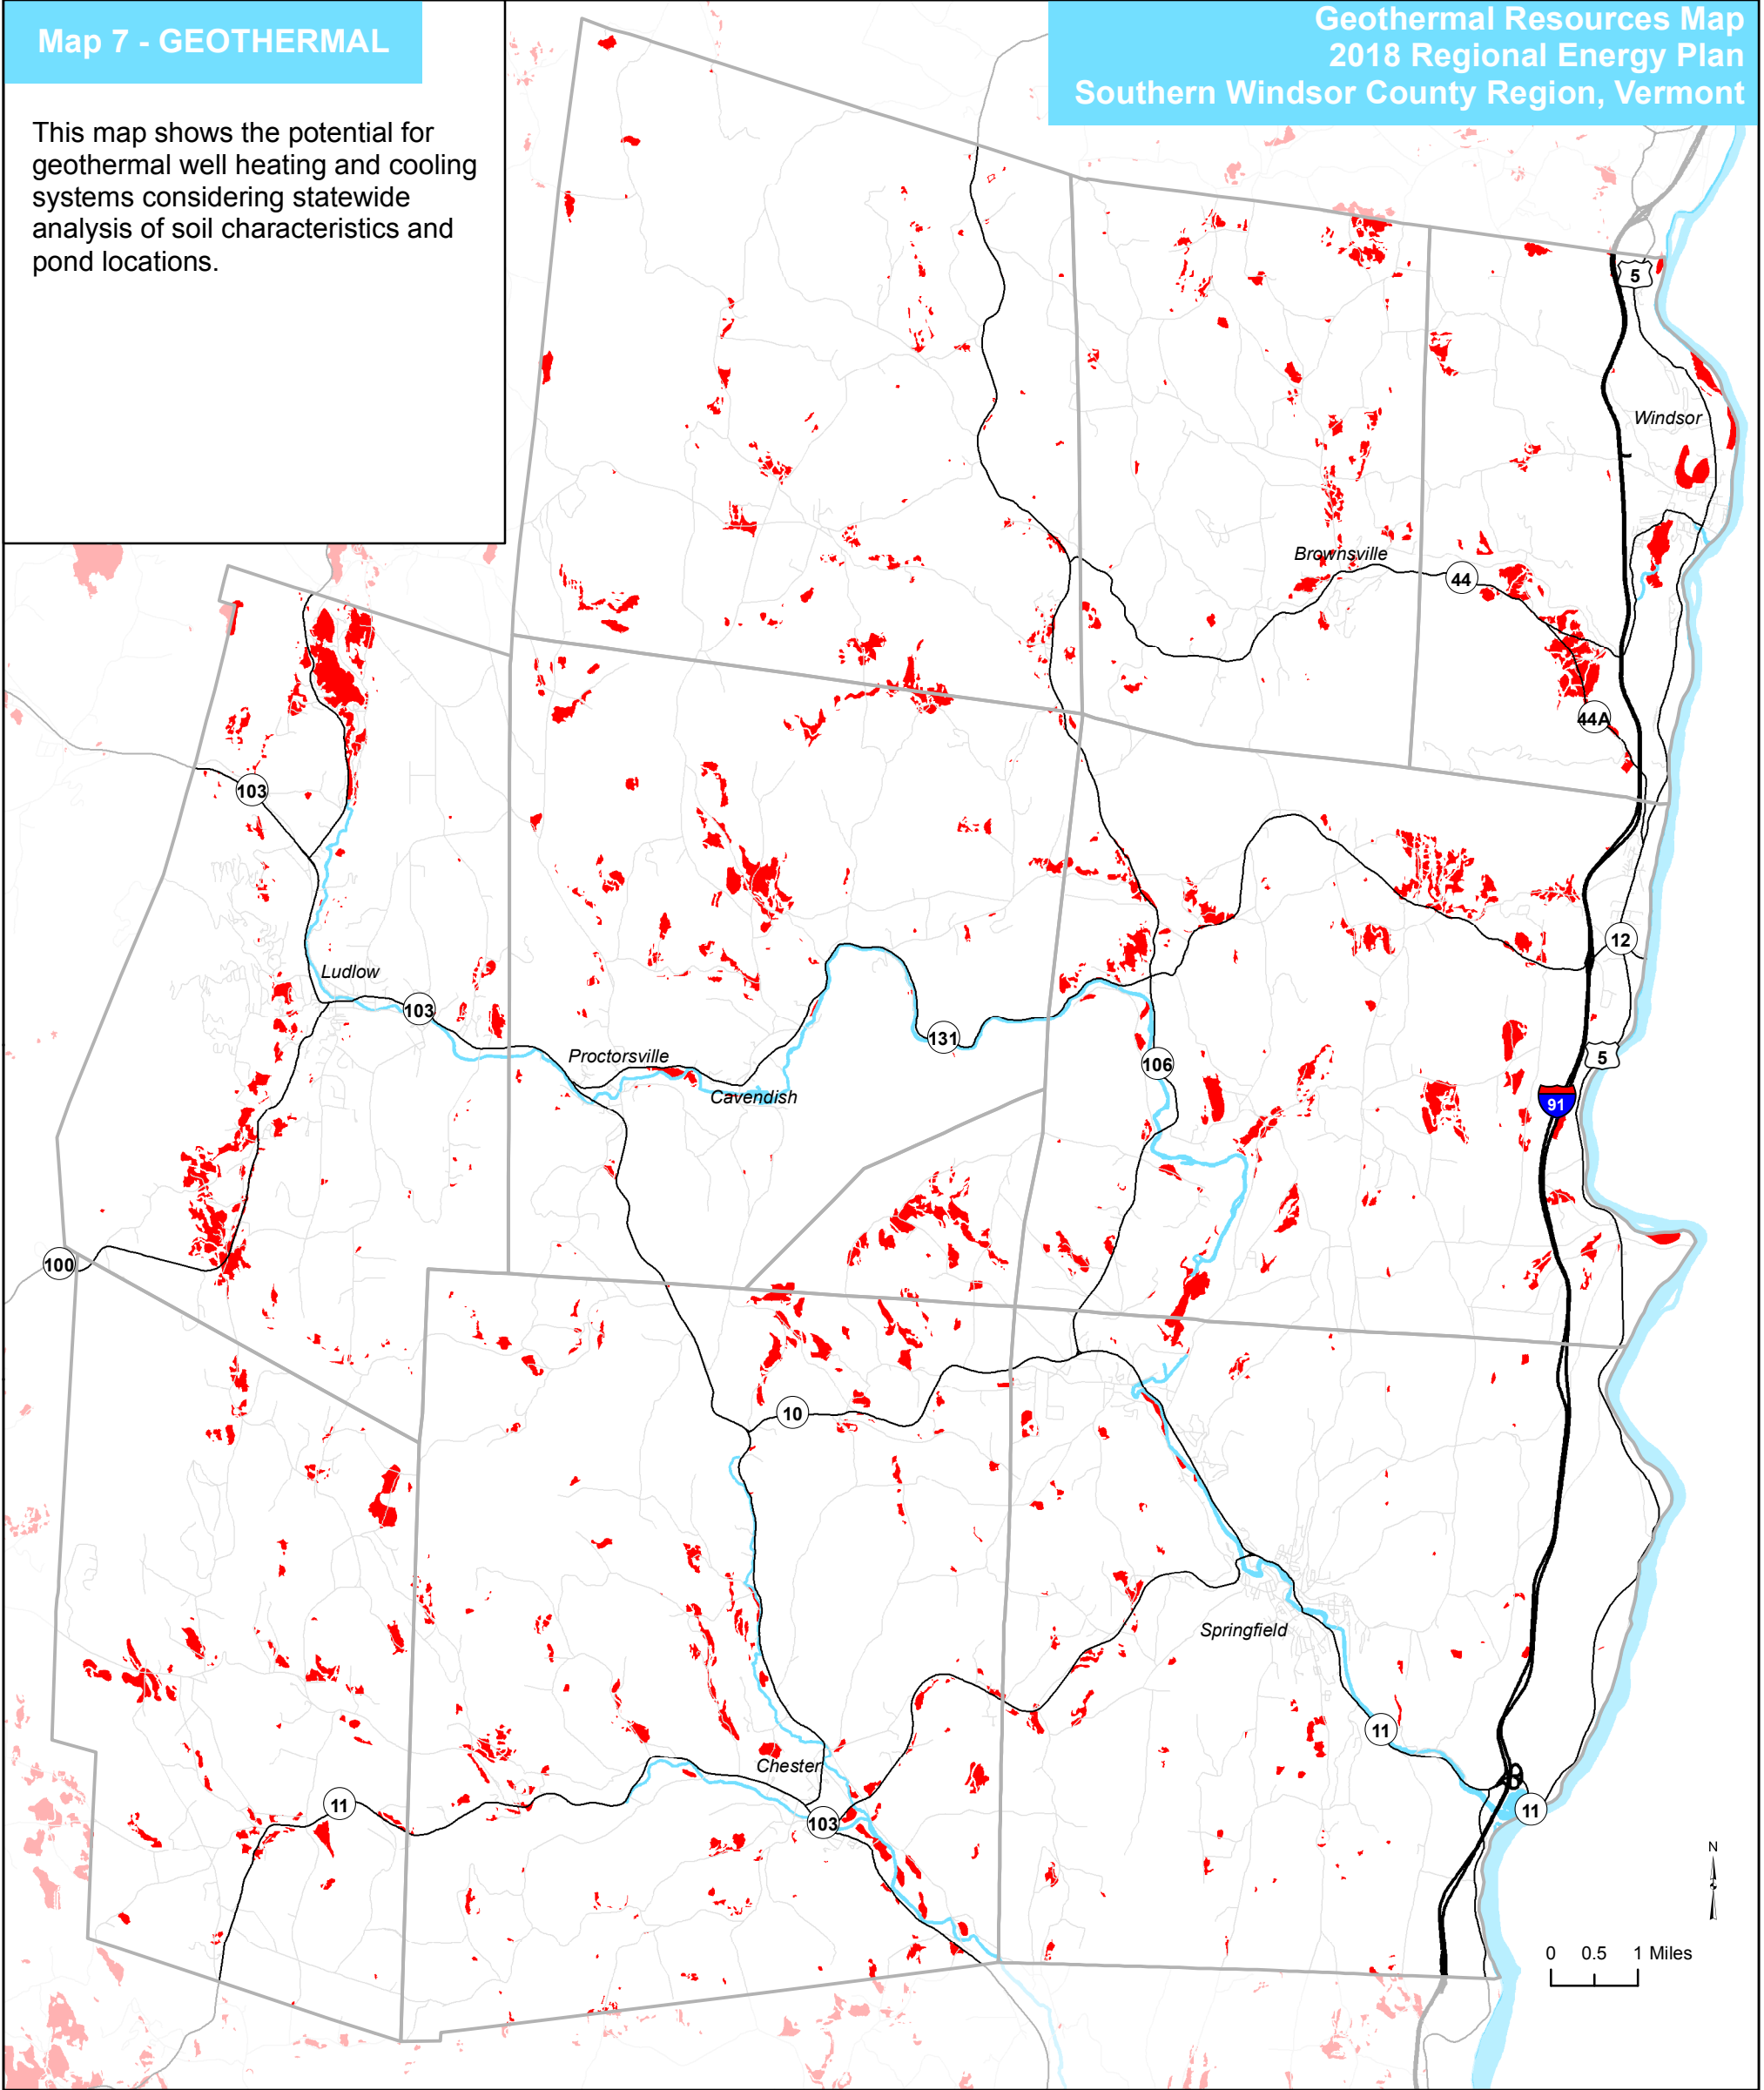 Map 7 - GEOTHERMAL
This map shows the potential for
geothermal well heating and cooling
systems considering statewide
analysis of soil characteristics and
pond locations.
Geothermal Resources Map
2018 Regional Energy Plan
Southern Windsor County Region, Vermont
5
Windsor
Brownsville
44
44A
103
12
Ludlow
103
131
5
Proctorsville
106
Cavendish
91
100
10
Springfield
11
Chester
11
103
11
N
0 0.5 1 Miles